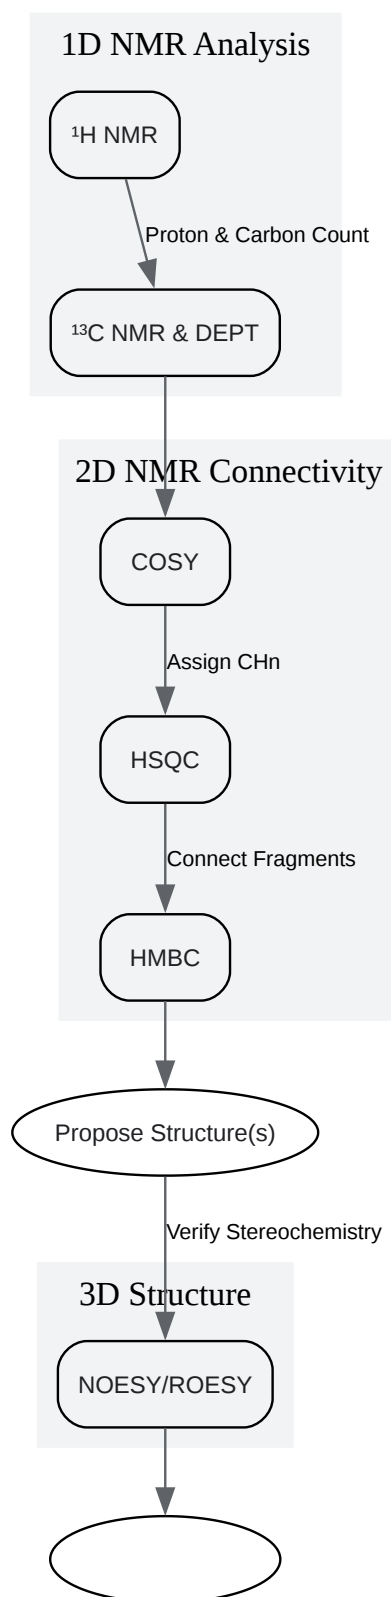 1D NMR Analysis
¹H NMR
Proton & Carbon Count
¹³C NMR & DEPT
2D NMR Connectivity
COSY
Assign CHn
HSQC
Connect Fragments
HMBC
Propose Structure(s)
Verify Stereochemistry
3D Structure
NOESY/ROESY